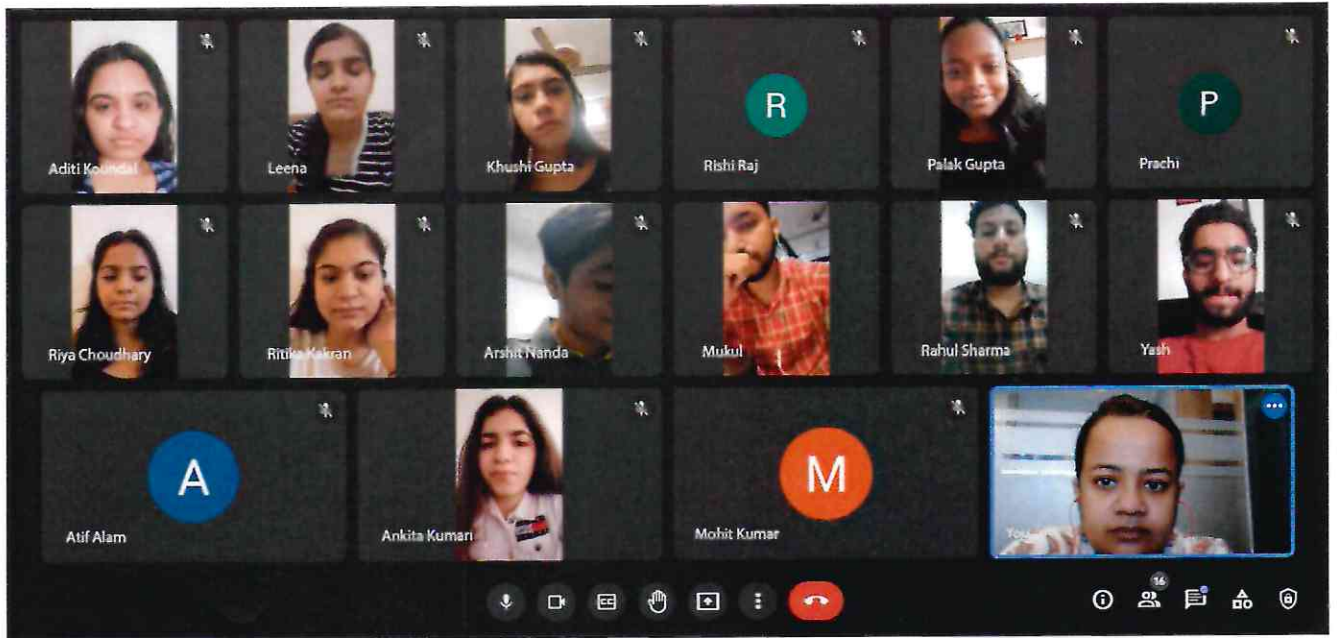 Aditi Koundal
Leena
Khushi Gupta
R
Rishi Raj
Palak Gupta
P
Prachi
Riya Choudhary
Ritika Kakran
Arshit Nanda
Mukul
Rahul Sharma
Yash
A
Atif Alam
Ankita Kumari
M
Mohit Kumar
You
CC
16